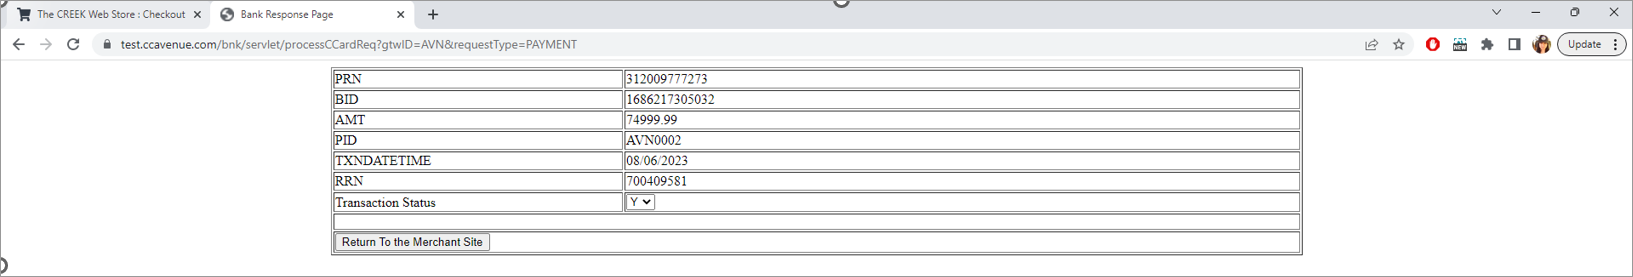 The CREEK Web Store : Checkout
Bank Response Page
test.ccavenue.com/bnk/servlet/processCCardReq?gtwID=AVN&requestType=PAYMENT
NEW
Update
PRN 312009777273
BID 1686217305032
AMT 74999.99
PID AVN0002
TXNDATETIME 08/06/2023
RRN 700409581
Transaction Status Y
Return To the Merchant Site